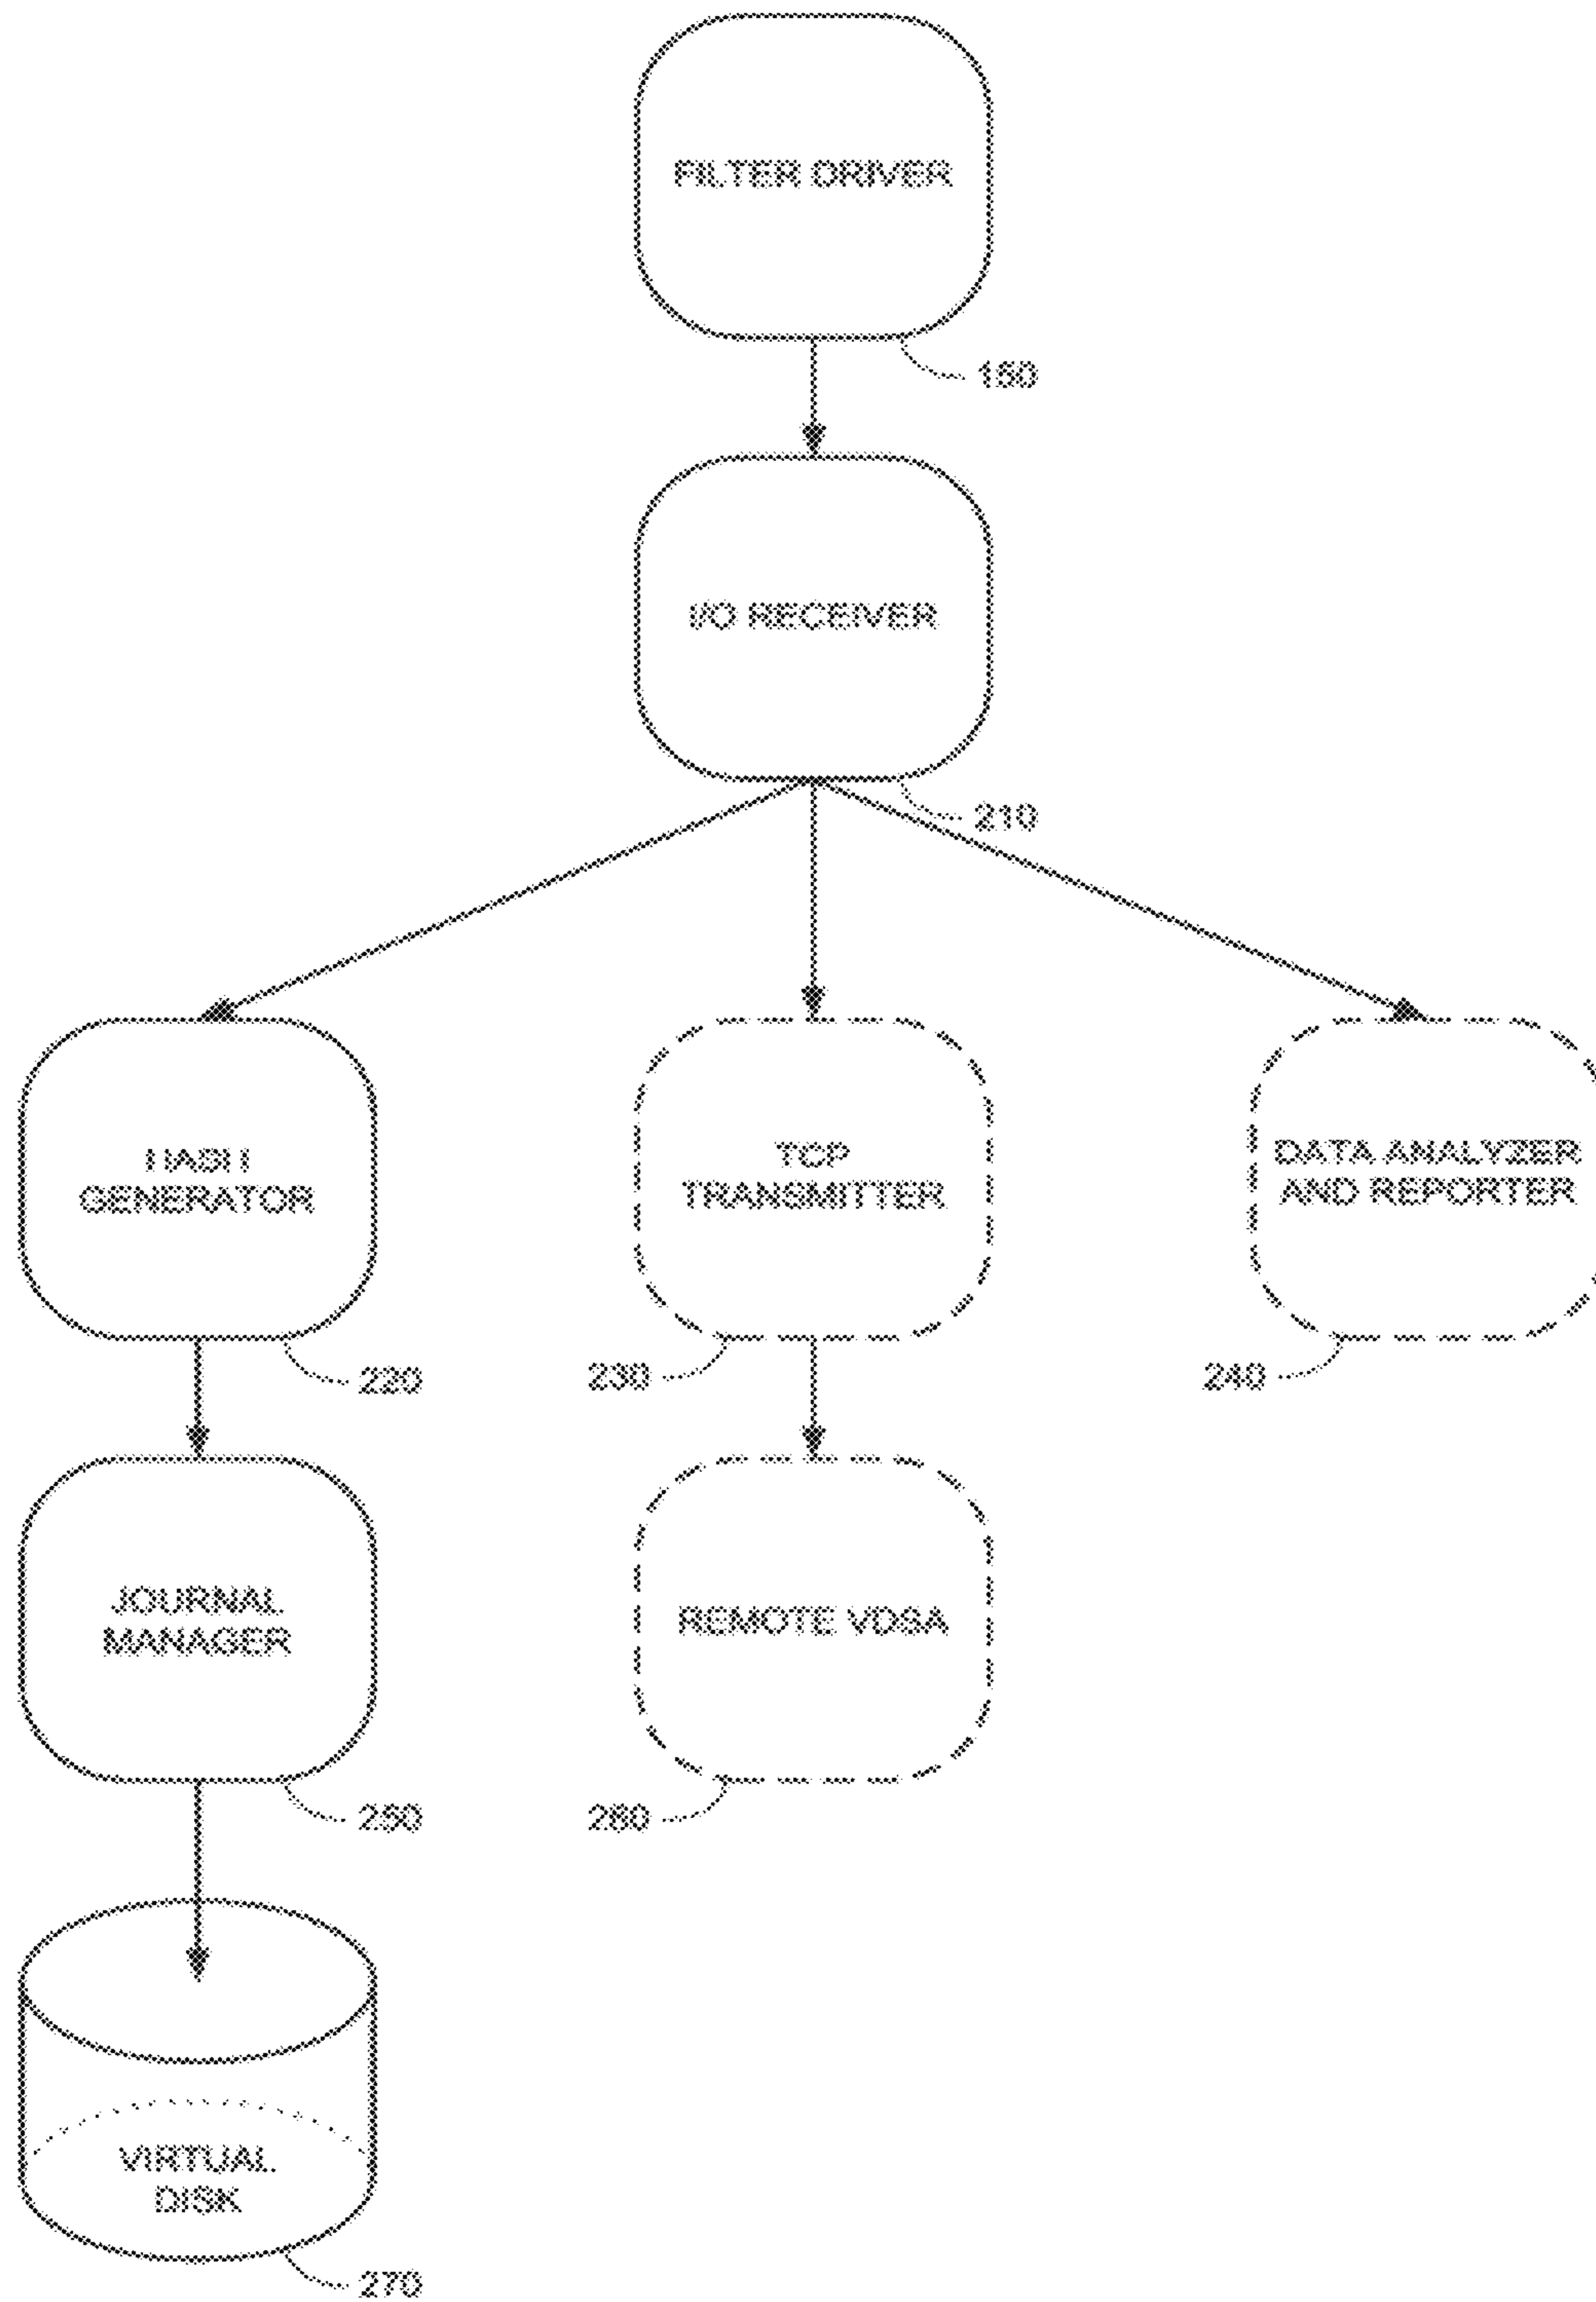 FILTER DRIVER
150
I/O RECEIVER
210
HASH
GENERATOR
TCP
TRANSMITTER
DATA ANALYZER
AND REPORTER
220
230
240
JOURNAL
MANAGER
REMOTE VDSA
250
260
VIRTUAL
DISK
270